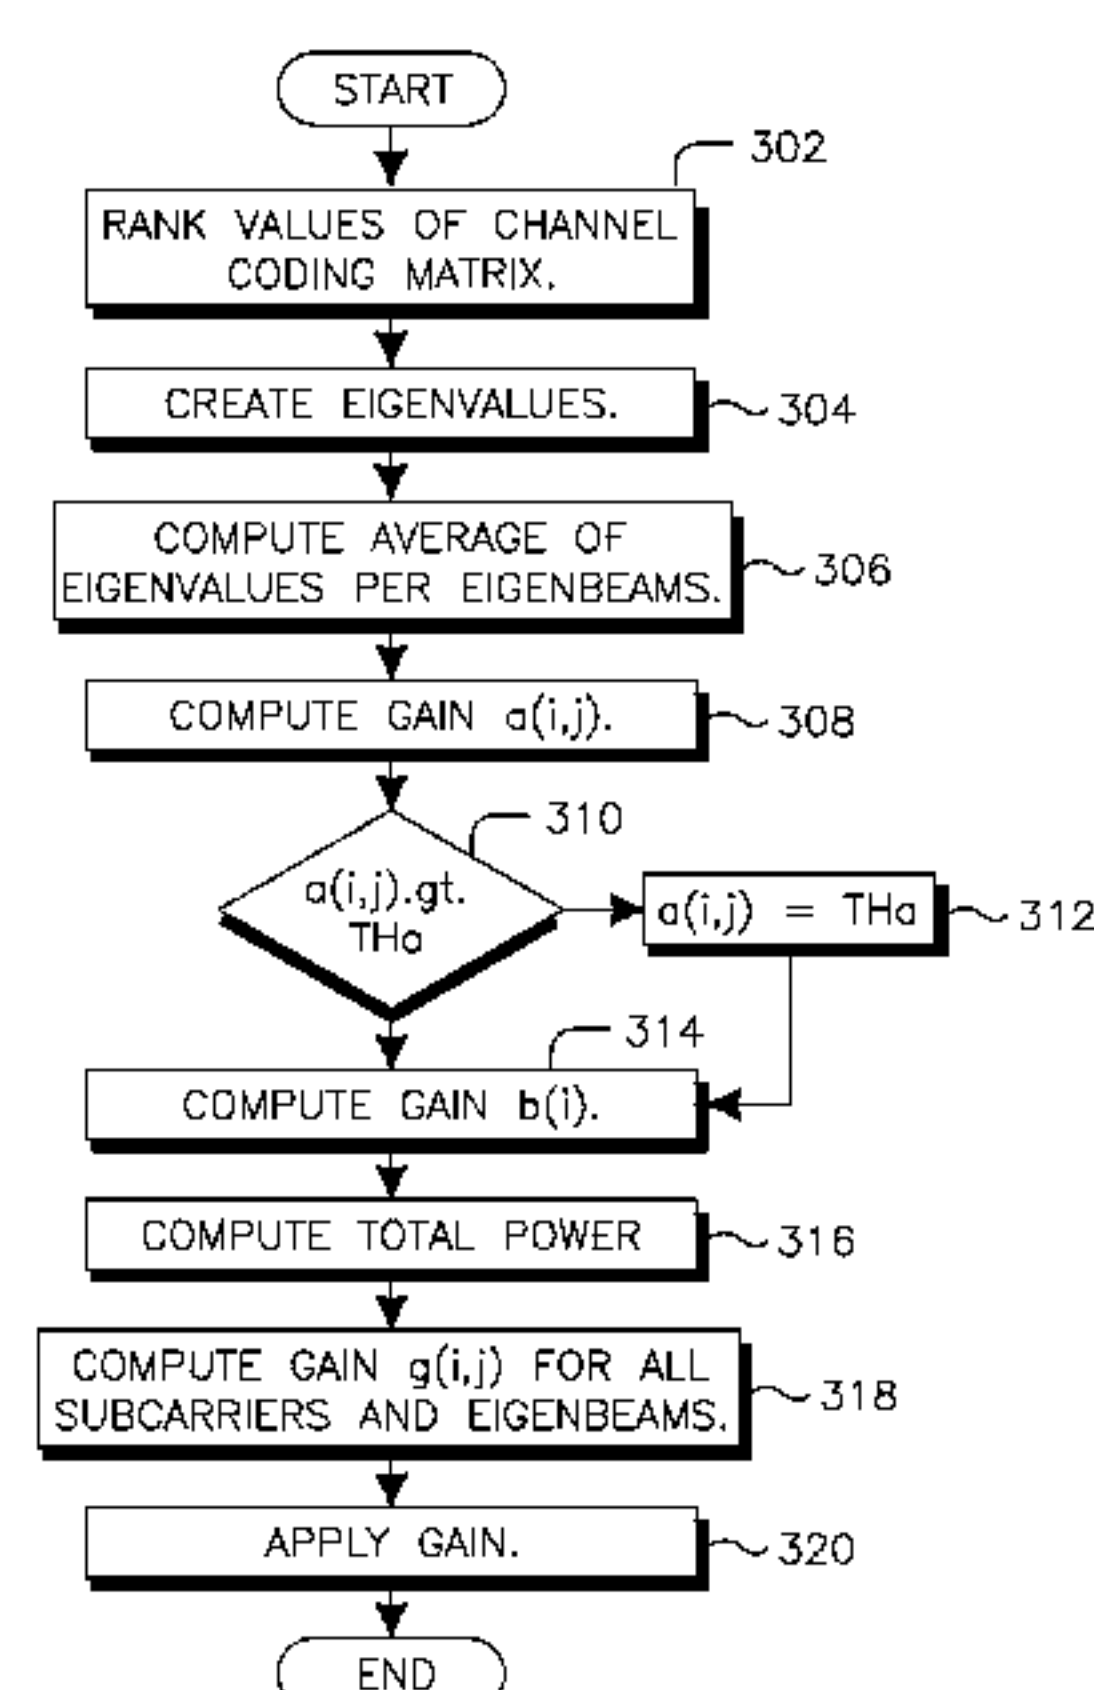 START
302
RANK VALUES OF CHANNEL
CODING MATRIX.
CREATE EIGENVALUES.
304
COMPUTE AVERAGE OF
EIGENVALUES PER EIGENBEAMS.
306
COMPUTE GAIN a(i,j).
308
310
a(i,j).gt.
THa
a(i,j) = THa
312
314
COMPUTE GAIN b(i).
COMPUTE TOTAL POWER
316
COMPUTE GAIN g(i,j) FOR ALL
SUBCARRIERS AND EIGENBEAMS.
318
APPLY GAIN.
320
END